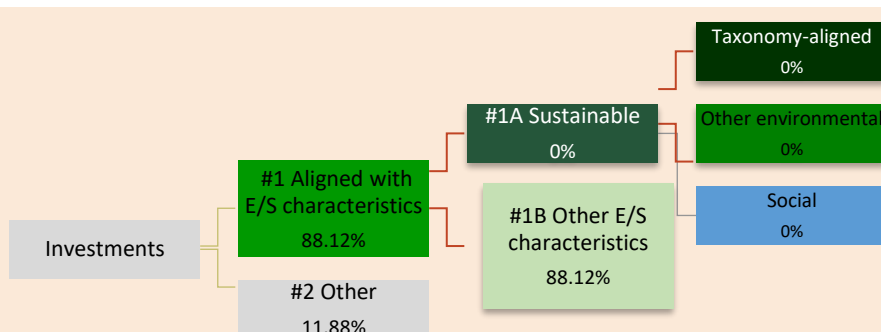 Investments
#1 Aligned with
E/S characteristics
88.12%
#2 Other
11.88%
#1A Sustainable
0%
#1B Other E/S
characteristics
88.12%
Taxonomy-aligned
0%
Other environmental
0%
Social
0%